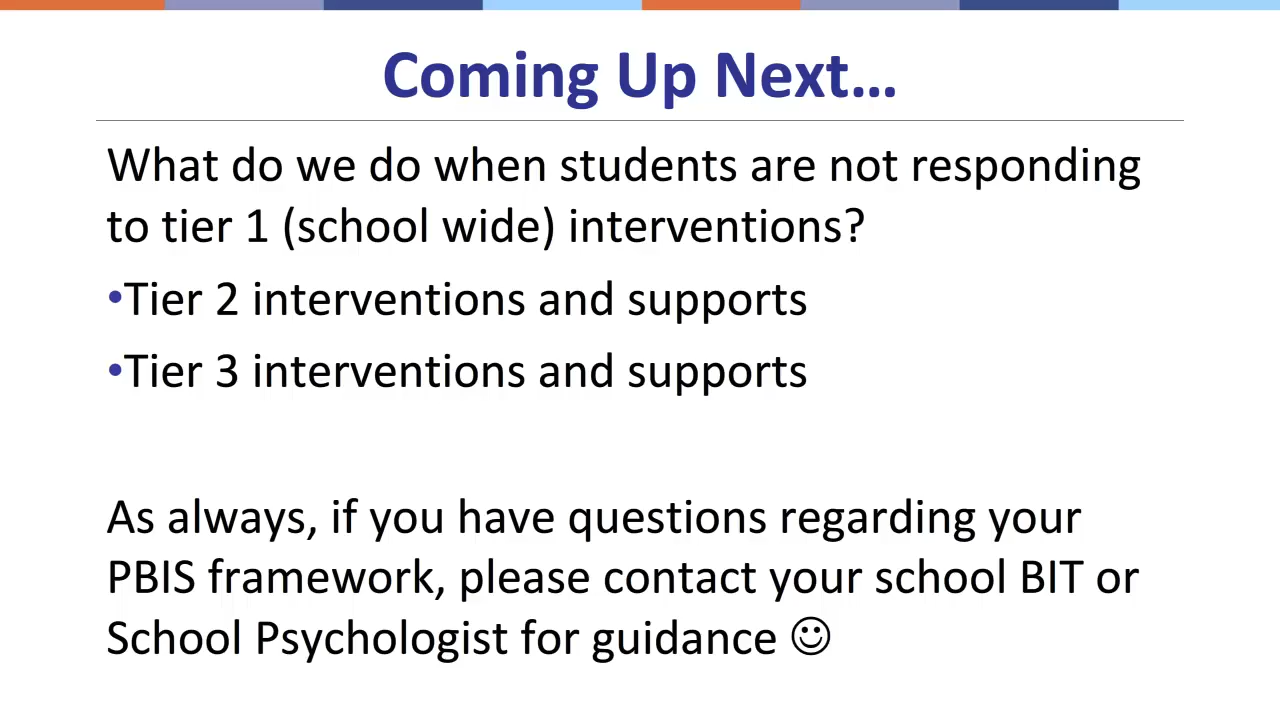 Coming Up Next…
What do we do when students are not responding
to tier 1 (school wide) interventions?
•Tier 2 interventions and supports
•Tier 3 interventions and supports
As always, if you have questions regarding your
PBIS framework, please contact your school BIT or
School Psychologist for guidance ☺